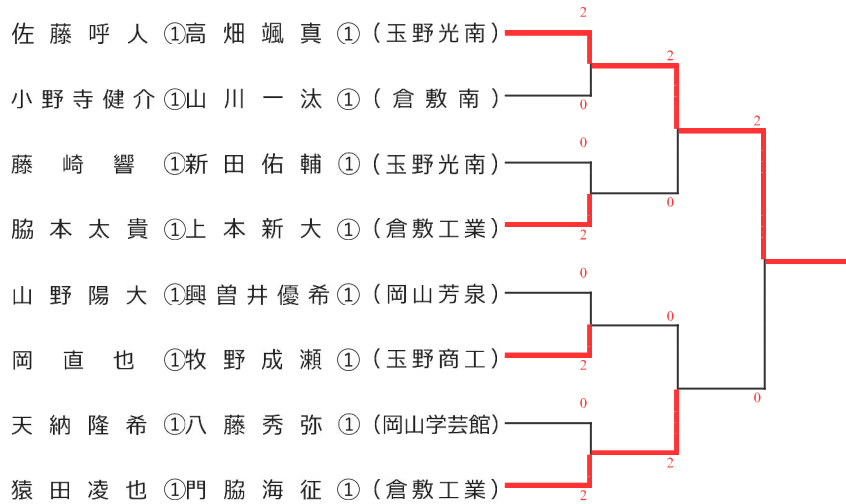 2
佐藤呼人①高畑颯真①(玉野光南)
2
小野寺健介①山川一汰①(倉敷南)
0
2
0
藤崎響①新田佑輔①(玉野光南)
0
脇本太貴①上本新大①(倉敷工業)
2
0
山野陽大①興曽井優希①(岡山芳泉)
0
岡直也①牧野成瀬①(玉野商工)
2
0
0
天納隆希①八藤秀弥①(岡山学芸館)
2
猿田凌也①門脇海征①(倉敷工業)
2